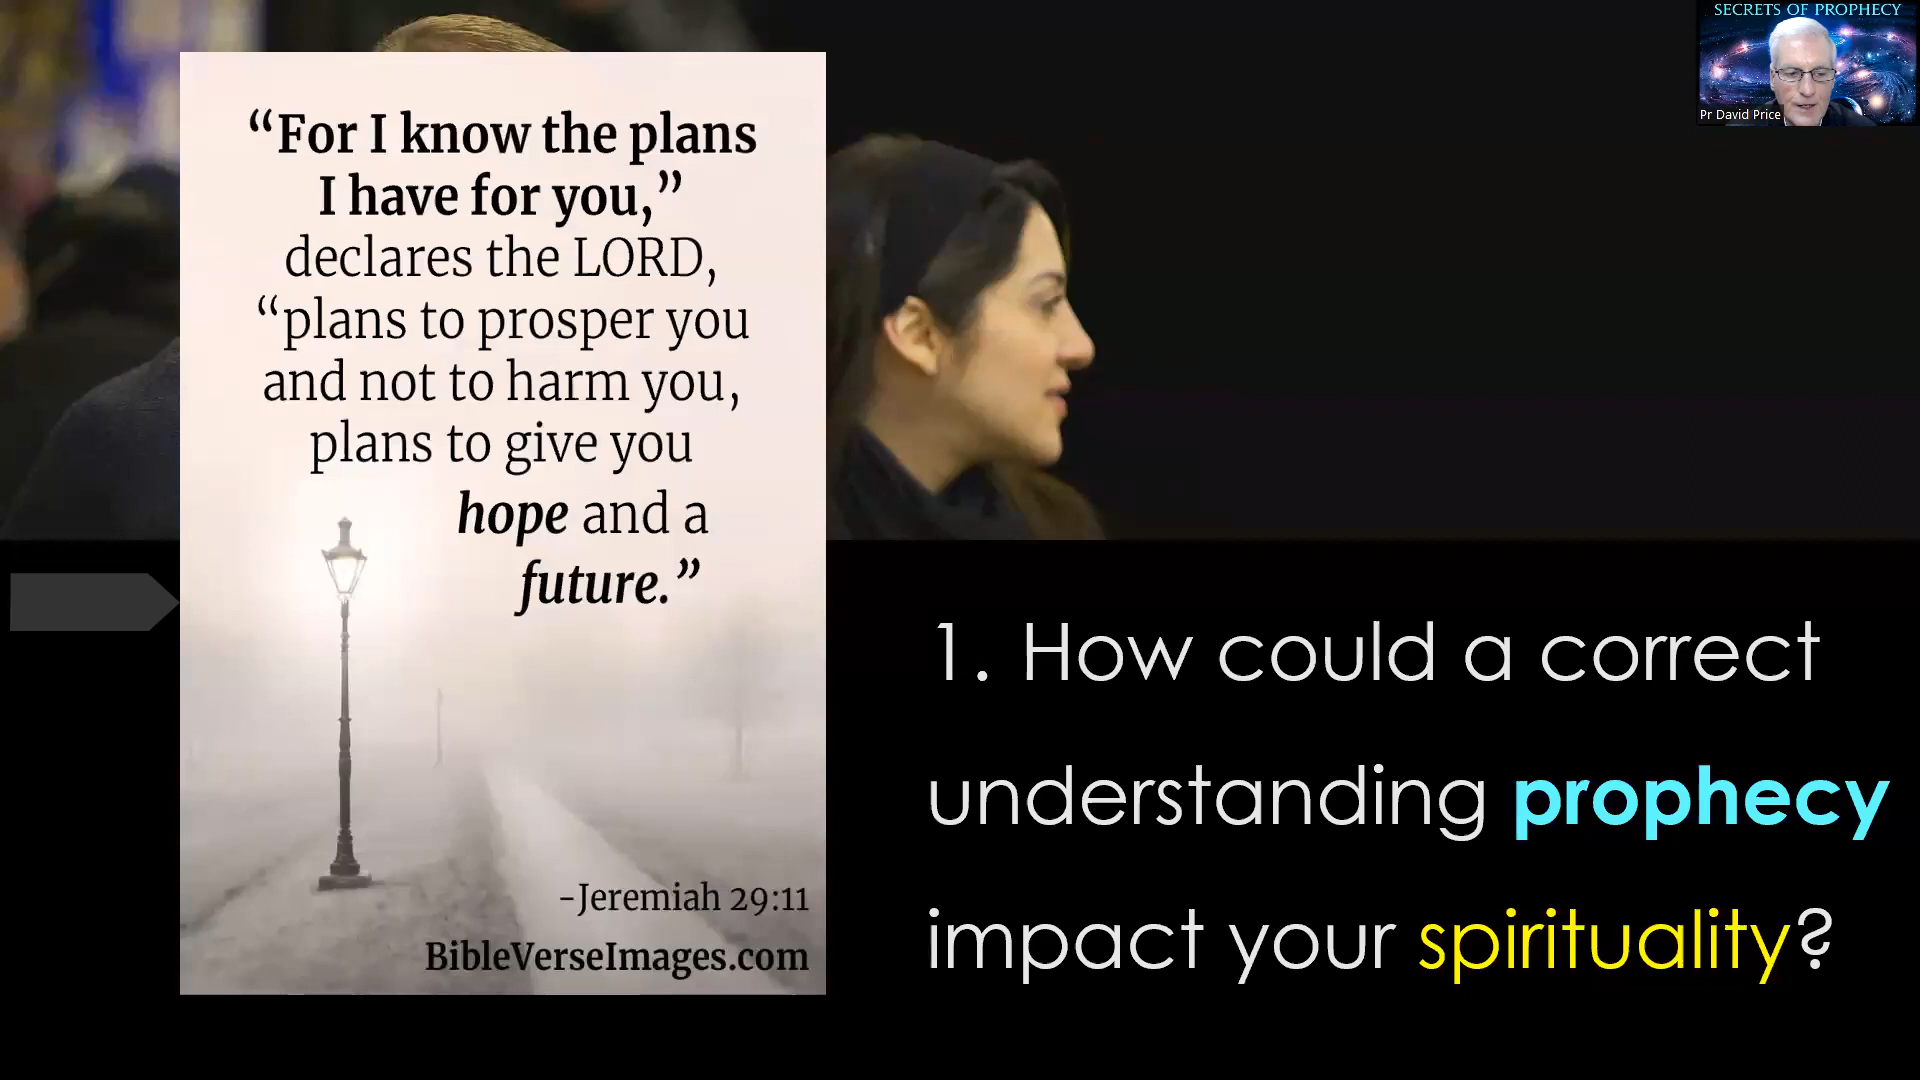 “For I know the plans
I have for you,”
declares the LORD,
“plans to prosper you
and not to harm you,
plans to give you
hope and a
future.”
-Jeremiah 29:11
BibleVerseImages.com
SECRETS OF PROPHECY
Pr David Price
1. How could a correct
understanding prophecy
impact your spirituality?